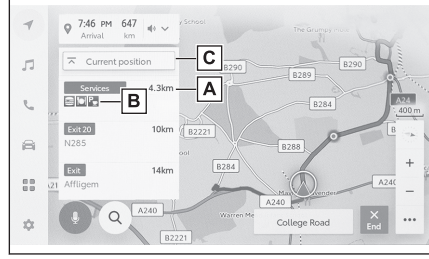 7:46 PM 647
Arrival km
School
The Grumpy
C
Current position
Services 4.3km
A
B
Exit 20 10km
N285
Exit 14km
Affligem
B290
B290
B289
B284
B2221
B288
B284
A24
400 m
A240
A240
A240
Warren Me
B2221
College Road
End